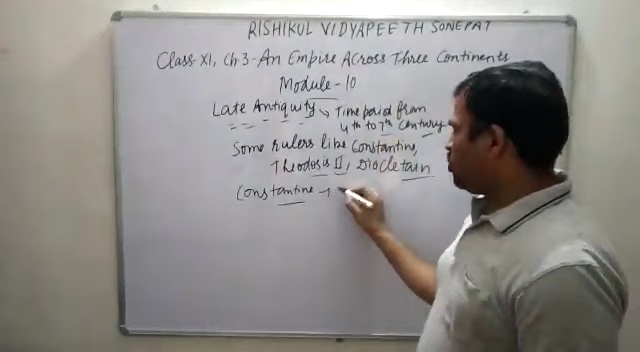 RISHIKUL VIDYAPEETH SONEPAT
Class-XI, Ch.3-An Empire Across Three Continents
Module-10
Late Antiquity → Time period from
4th to 7th Century
Some Rulers like Constantine,
Theodosis II, Diocletain
Constantine →